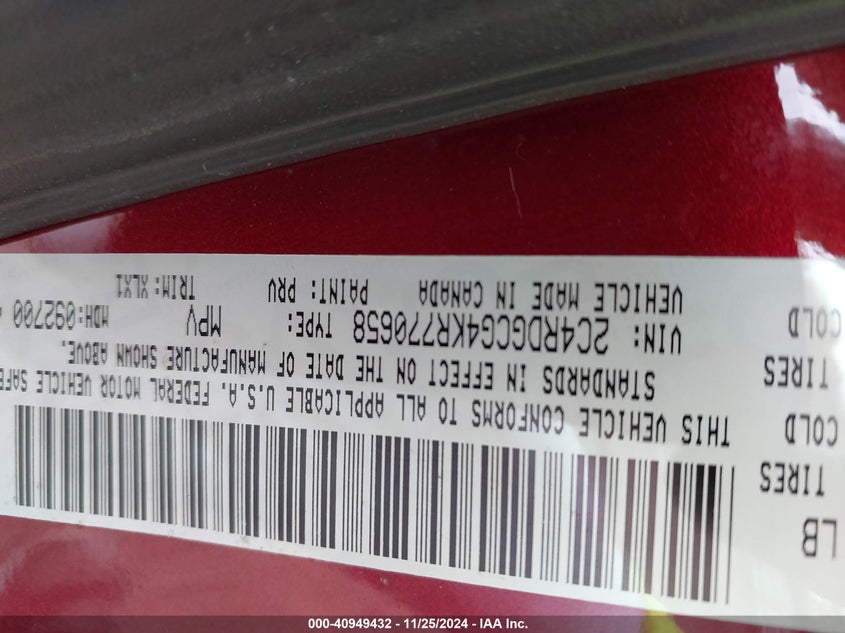 LB
TIRES
COLD
TIRES
COLD
THIS VEHICLE CONFORMS TO ALL APPLICABLE U.S.A. FEDERAL MOTOR VEHICLE SAFE
STANDARDS IN EFFECT ON THE DATE OF MANUFACTURE SHOWN ABOVE.
VIN: 2C4RDGCG4KR770658 TYPE: MPV MDH:092700
VEHICLE MADE IN CANADA PAINT: PRV TRIM:XLX1
000-40949432 - 11/25/2024 - IAA Inc.